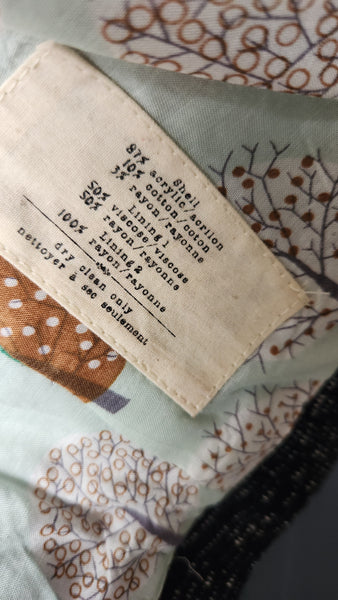 Shell
87% acrylic/acrilon
10% cotton/coton
3% rayon/rayonne
Lining 1
50% viscose/viscose
50% rayon/rayonne
Lining 2
100% rayon/rayonne
dry clean only
nettoyer à sec seulement